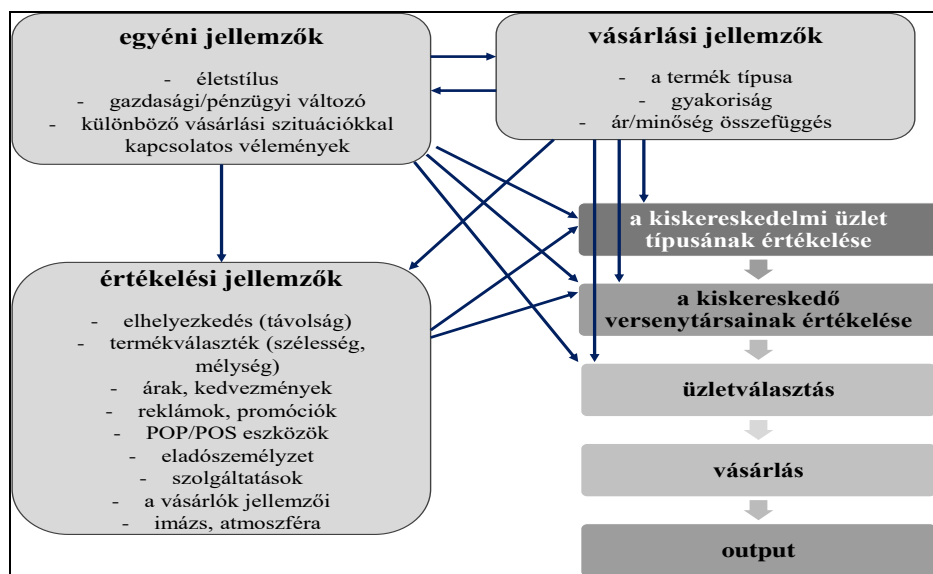 egyéni jellemzők
- életstílus
- gazdasági/pénzügyi változó
- különböző vásárlási szituációkkal
kapcsolatos vélemények
vásárlási jellemzők
- a termék típusa
- gyakoriság
- ár/minőség összefüggés
értékelési jellemzők
- elhelyezkedés (távolság)
- termékválaszték (szélesség,
mélység)
- árak, kedvezmények
- reklámok, promóciók
- POP/POS eszközök
- eladószemélyzet
- szolgáltatások
- a vásárlók jellemzői
- imázs, atmoszféra
a kiskereskedelmi üzlet
típusának értékelése
a kiskereskedő
versenytársainak értékelése
üzletválasztás
vásárlás
output